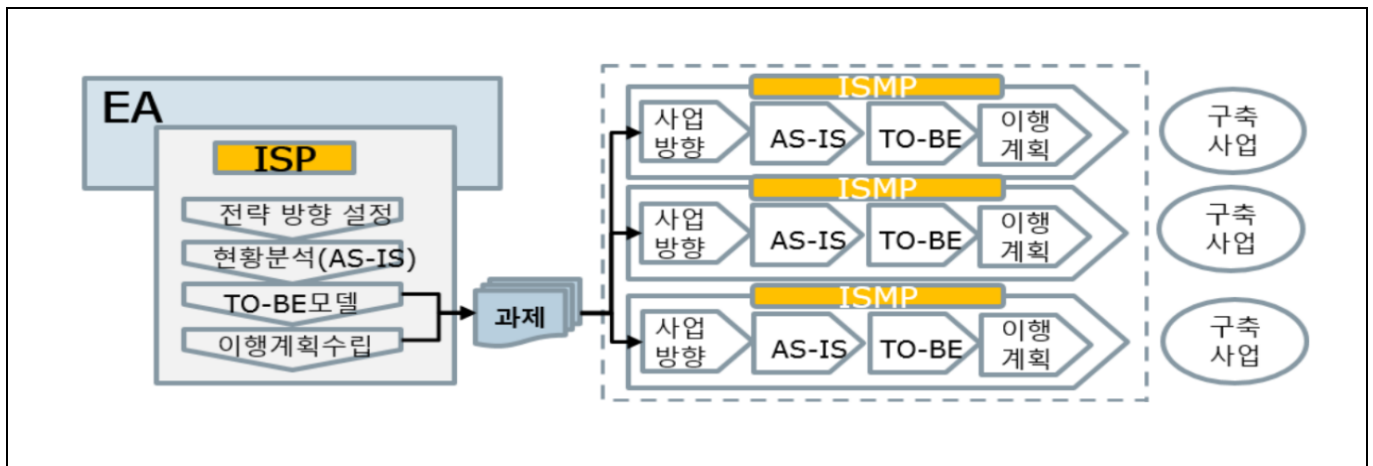 EA
ISP
전략 방향 설정
현황분석(AS-IS)
TO-BE모델
이행계획수립
과제
ISMP
사업
방향
AS-IS
TO-BE
이행
계획
구축
사업
ISMP
사업
방향
AS-IS
TO-BE
이행
계획
구축
사업
ISMP
사업
방향
AS-IS
TO-BE
이행
계획
구축
사업